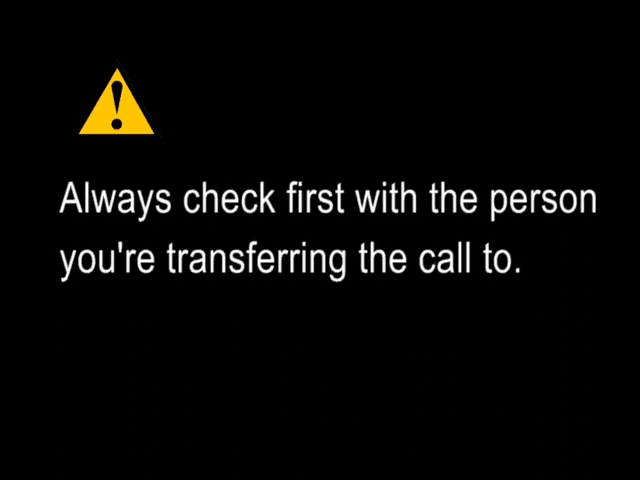 Always check first with the person
you're transferring the call to.